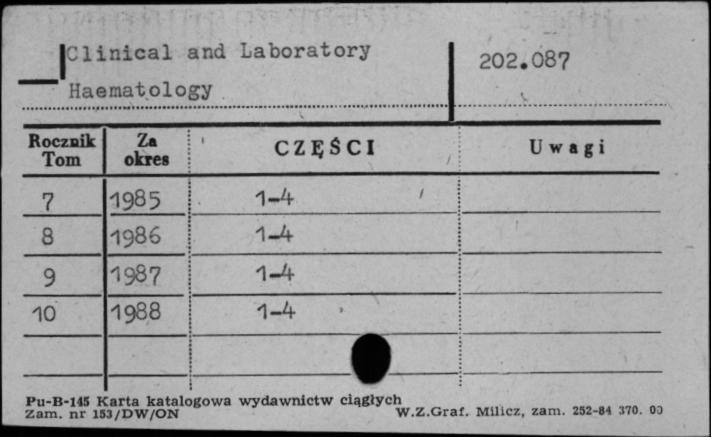 Clinical and Laboratory
Haematology
202.087
Rocznik Tom | Za okres | CZĘŚCI | Uwagi
7 | 1985 | 1-4
8 | 1986 | 1-4
9 | 1987 | 1-4
10 | 1988 | 1-4
Pu-B-145 Karta katalogowa wydawnictw ciągłych
Zam. nr 153/DW/ON
W.Z.Graf. Milicz, zam. 252-84 370. 00